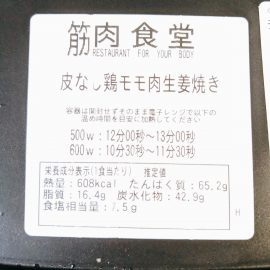 筋肉食堂
RESTAURANT FOR YOUR BODY
皮なし鶏モモ肉生姜焼き
容器は開封せずそのまま電子レンジで以下の
温め時間を目安に加熱してください
500w：12分00秒～13分00秒
600w：10分30秒～11分30秒
栄養成分表示(1食当たり) 推定値
熱量：608kcal たんぱく質：65.2g
脂質：16.4g 炭水化物：42.9g
食塩相当量：7.5g
H